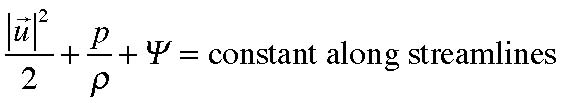 |u⃗|²/2 + p/ρ + Ψ = constant along streamlines